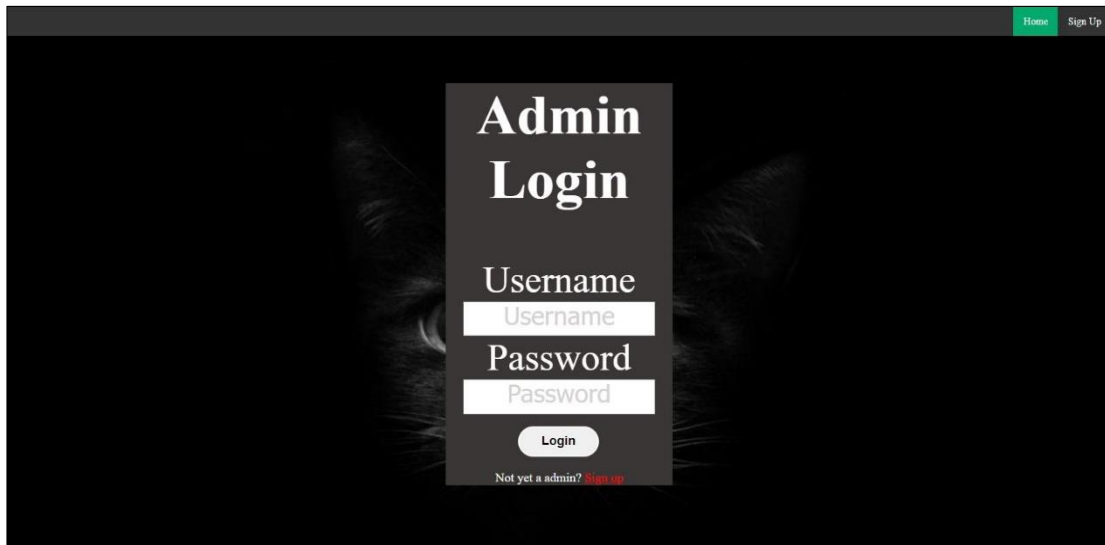 Home Sign Up
Admin
Login
Username
Username
Password
Password
Login
Not yet a admin? Sign up